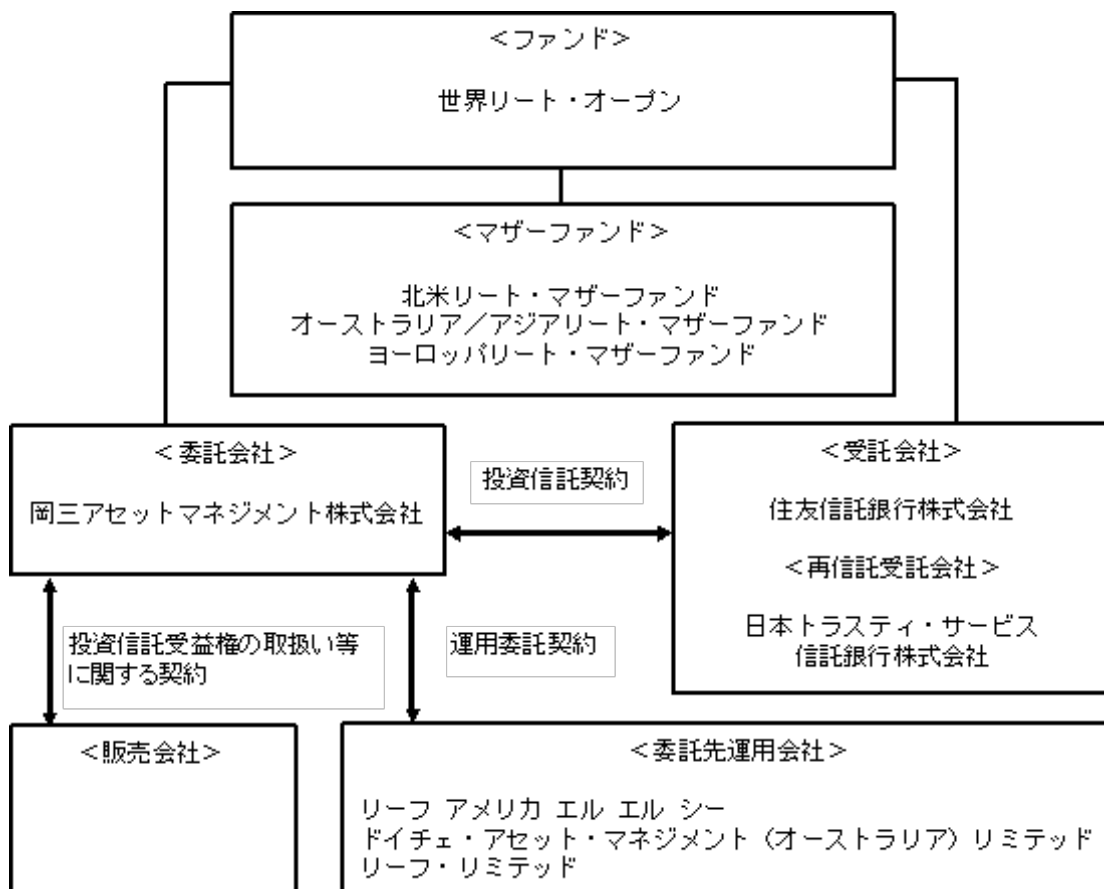 <ファンド>
世界リート・オープン
<マザーファンド>
北米リート・マザーファンド
オーストラリア／アジアリート・マザーファンド
ヨーロッパリート・マザーファンド
<委託会社>
岡三アセットマネジメント株式会社
投資信託契約
<受託会社>
住友信託銀行株式会社
<再信託受託会社>
日本トラスティ・サービス
信託銀行株式会社
投資信託受益権の取扱い等
に関する契約
運用委託契約
<販売会社>
<委託先運用会社>
リーフ アメリカ エル エル シー
ドイチェ・アセット・マネジメント（オーストラリア）リミテッド
リーフ・リミテッド